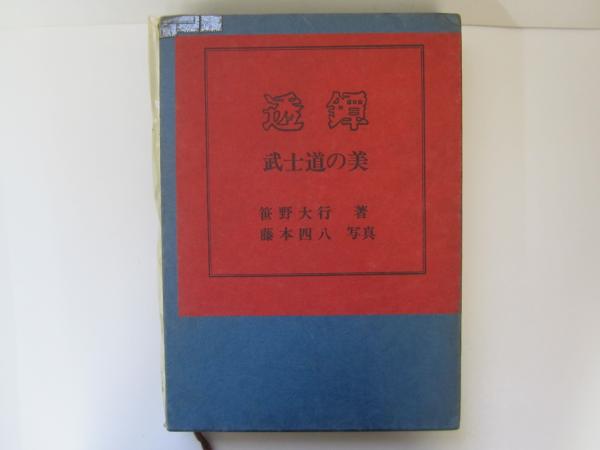 透鐔
武士道の美
笹野大行 著
藤本四八 写真